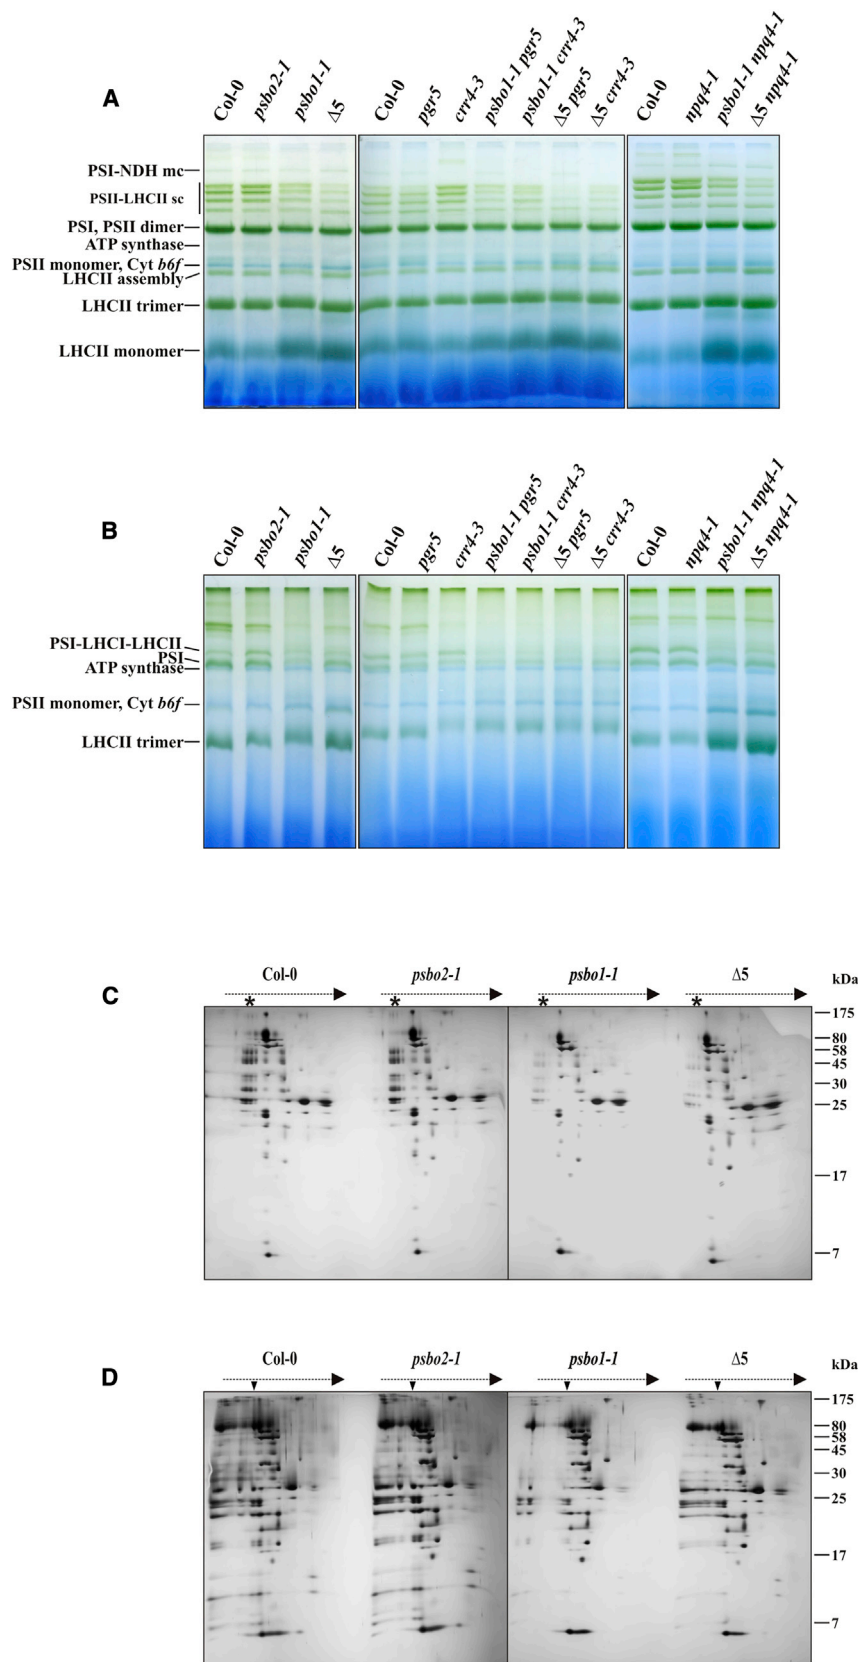 A
Col-0
psbo2-1
psbo1-1
Δ5
Col-0
pgr5
crr4-3
psbo1-1 pgr5
psbo1-1 crr4-3
Δ5 pgr5
Δ5 crr4-3
Col-0
npq4-1
psbo1-1 npq4-1
Δ5 npq4-1
PSI-NDH mc
PSII-LHCII sc
PSI, PSII dimer
ATP synthase
PSII monomer, Cyt b6f
LHCII assembly
LHCII trimer
LHCII monomer
B
Col-0
psbo2-1
psbo1-1
Δ5
Col-0
pgr5
crr4-3
psbo1-1 pgr5
psbo1-1 crr4-3
Δ5 pgr5
Δ5 crr4-3
Col-0
npq4-1
psbo1-1 npq4-1
Δ5 npq4-1
PSI-LHCI-LHCII
PSI
ATP synthase
PSII monomer, Cyt b6f
LHCII trimer
C
Col-0
psbo2-1
psbo1-1
Δ5
kDa
* * * *
175
80
58
45
30
25
17
7
D
Col-0
psbo2-1
psbo1-1
Δ5
kDa
175
80
58
45
30
25
17
7